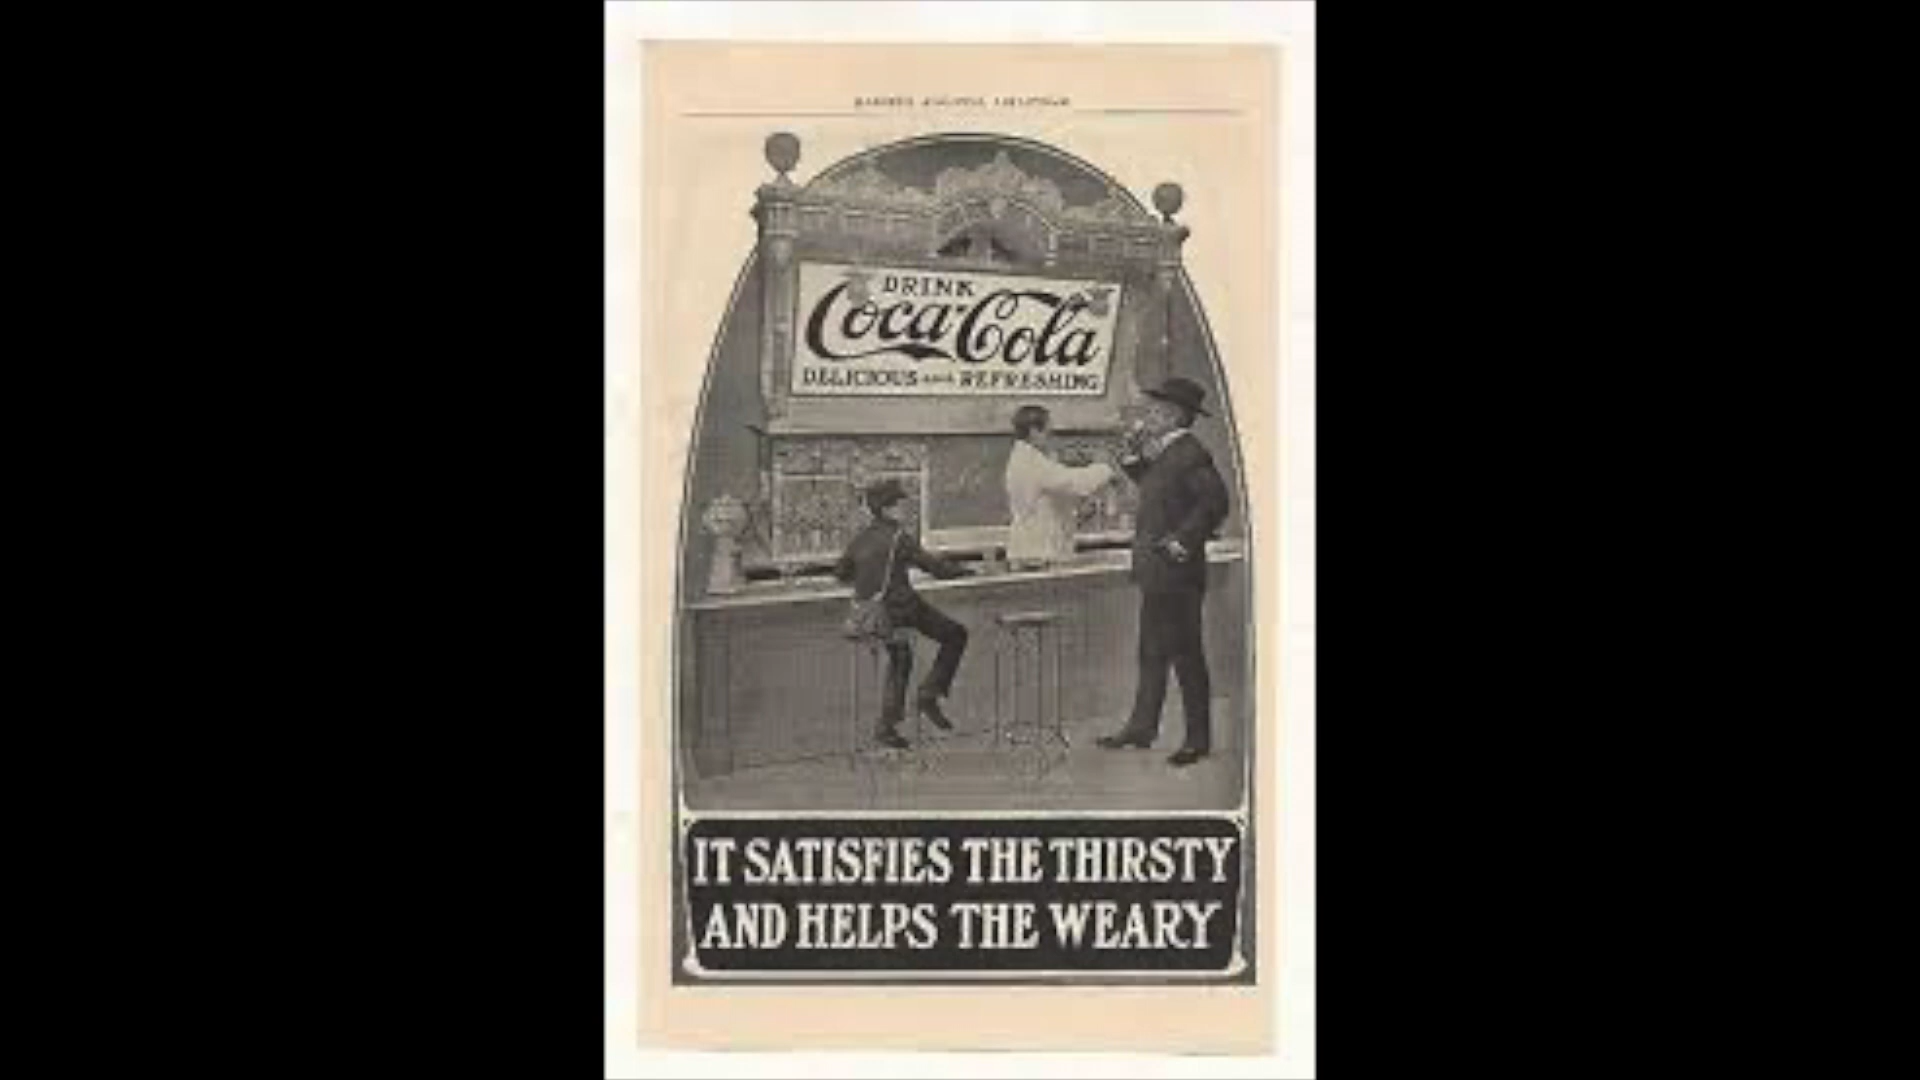 DRINK
Coca-Cola
DELICIOUS AND REFRESHING
IT SATISFIES THE THIRSTY
AND HELPS THE WEARY